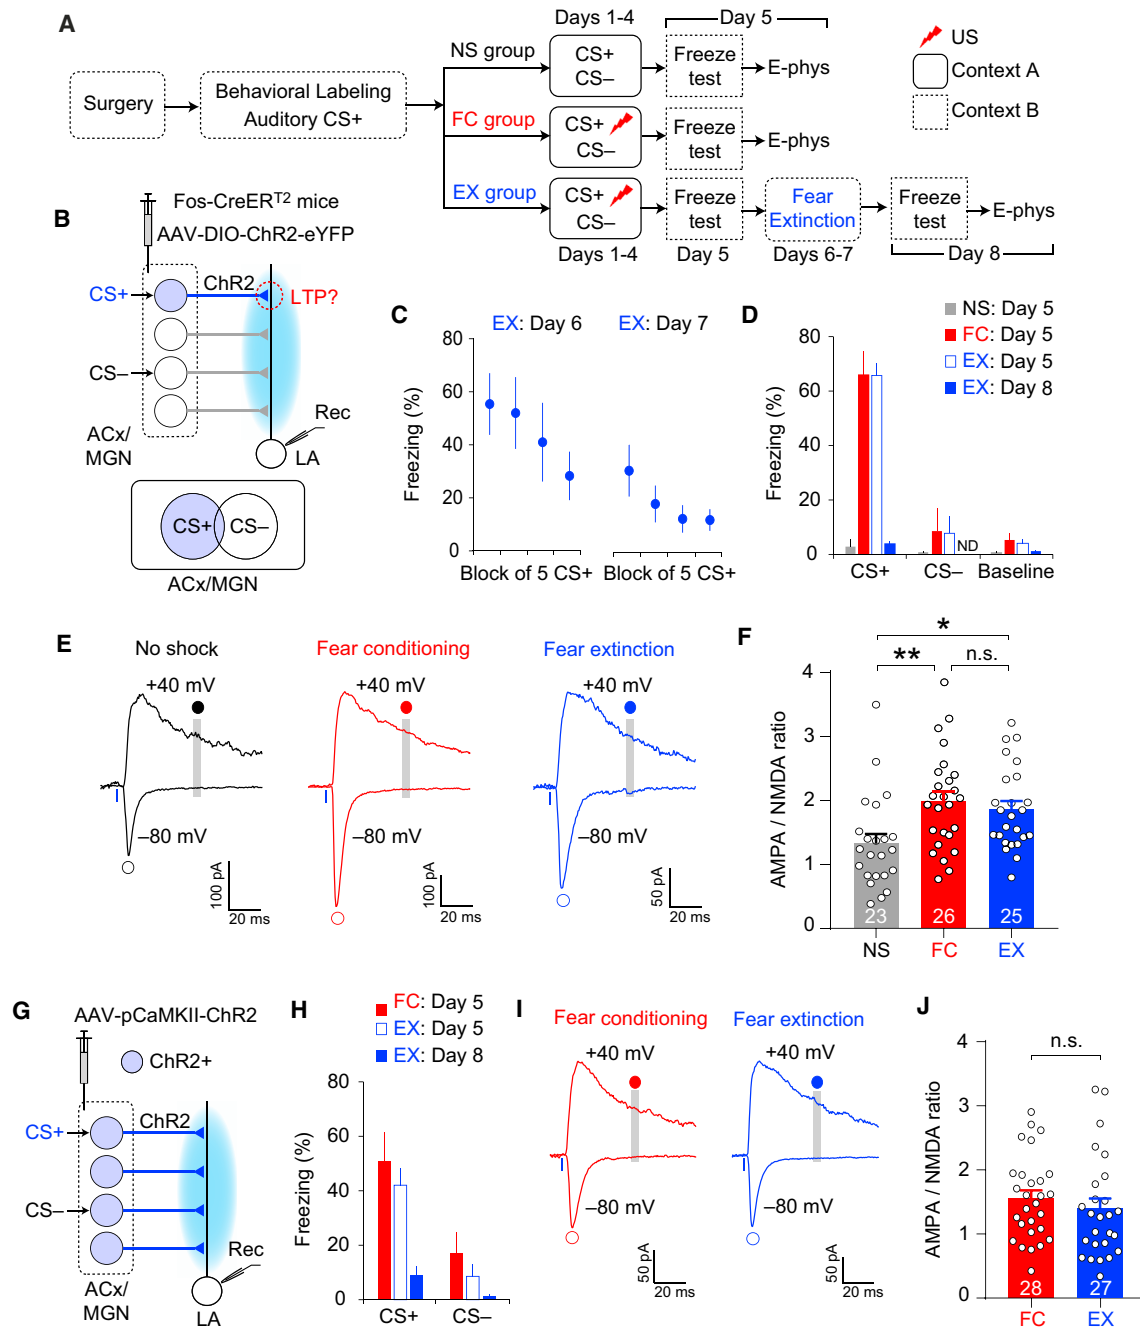 A
Surgery
Behavioral Labeling
Auditory CS+
Days 1-4
Day 5
NS group
CS+
CS–
Freeze
test
E-phys
FC group
CS+
CS–
Freeze
test
E-phys
EX group
CS+
CS–
Freeze
test
Fear
Extinction
Freeze
test
E-phys
Days 1-4
Day 5
Days 6-7
Day 8
US
Context A
Context B
B
Fos-CreERT2 mice
AAV-DIO-ChR2-eYFP
CS+
ChR2
LTP?
CS–
Rec
ACx/
MGN
LA
CS+
CS–
ACx/MGN
C
EX: Day 6
EX: Day 7
Freezing (%)
80
60
40
20
0
Block of 5 CS+
Block of 5 CS+
D
NS: Day 5
FC: Day 5
EX: Day 5
EX: Day 8
Freezing (%)
80
60
40
20
0
ND
CS+
CS–
Baseline
E
No shock
+40 mV
–80 mV
100 pA
20 ms
Fear conditioning
+40 mV
–80 mV
100 pA
20 ms
Fear extinction
+40 mV
–80 mV
50 pA
20 ms
F
*
**
n.s.
AMPA / NMDA ratio
4
3
2
1
0
23
26
25
NS
FC
EX
G
AAV-pCaMKII-ChR2
ChR2+
ChR2
CS+
CS–
Rec
ACx/
MGN
LA
H
FC: Day 5
EX: Day 5
EX: Day 8
Freezing (%)
80
60
40
20
0
CS+
CS–
I
Fear conditioning
+40 mV
–80 mV
50 pA
20 ms
Fear extinction
+40 mV
–80 mV
50 pA
20 ms
J
n.s.
AMPA / NMDA ratio
4
3
2
1
0
28
27
FC
EX